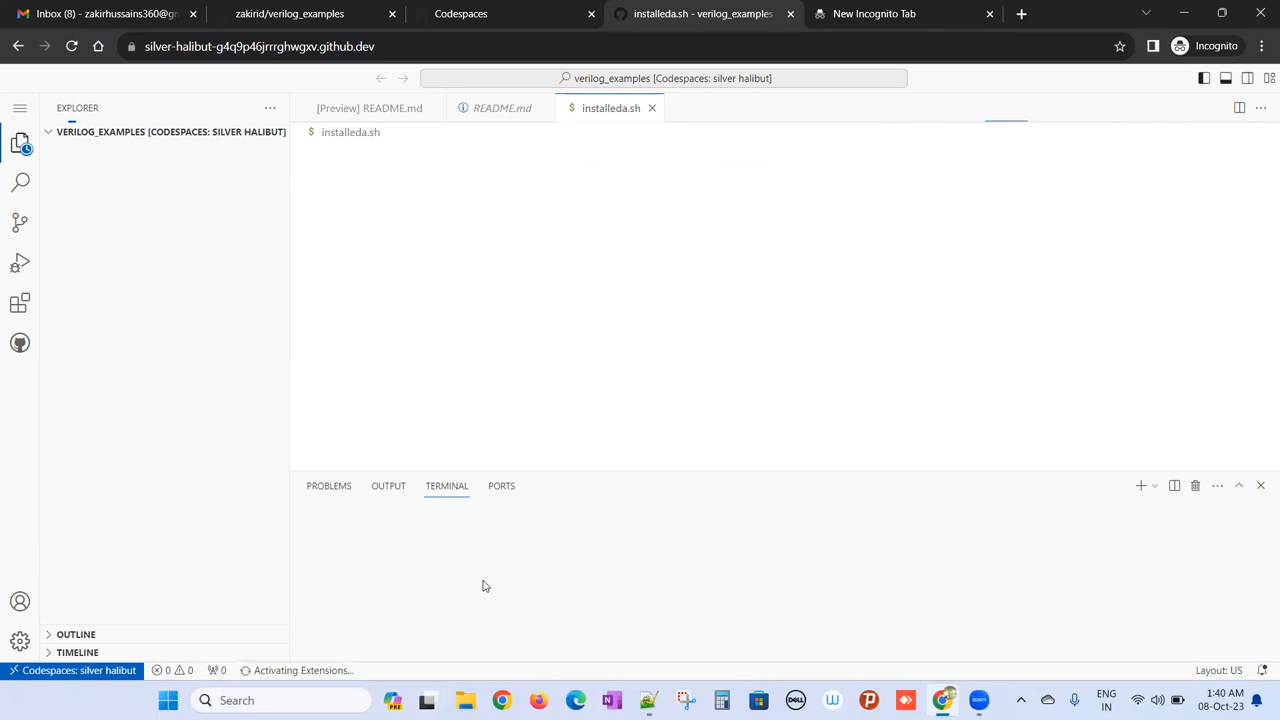 Inbox (8) - zakirhussains360@gn
zakirid/verilog_examples
Codespaces
installeda.sh - verilog_examples
New Incognito Tab
silver-halibut-g4q9p46jrrrghwgxv.github.dev
Incognito
verilog_examples [Codespaces: silver halibut]
EXPLORER
[Preview] README.md
README.md
installeda.sh
VERILOG_EXAMPLES [CODESPACES: SILVER HALIBUT]
$ installeda.sh
PROBLEMS
OUTPUT
TERMINAL
PORTS
OUTLINE
TIMELINE
Codespaces: silver halibut
0
0
0
Activating Extensions...
Layout: US
Search
ENG
IN
1:40 AM
08-Oct-23